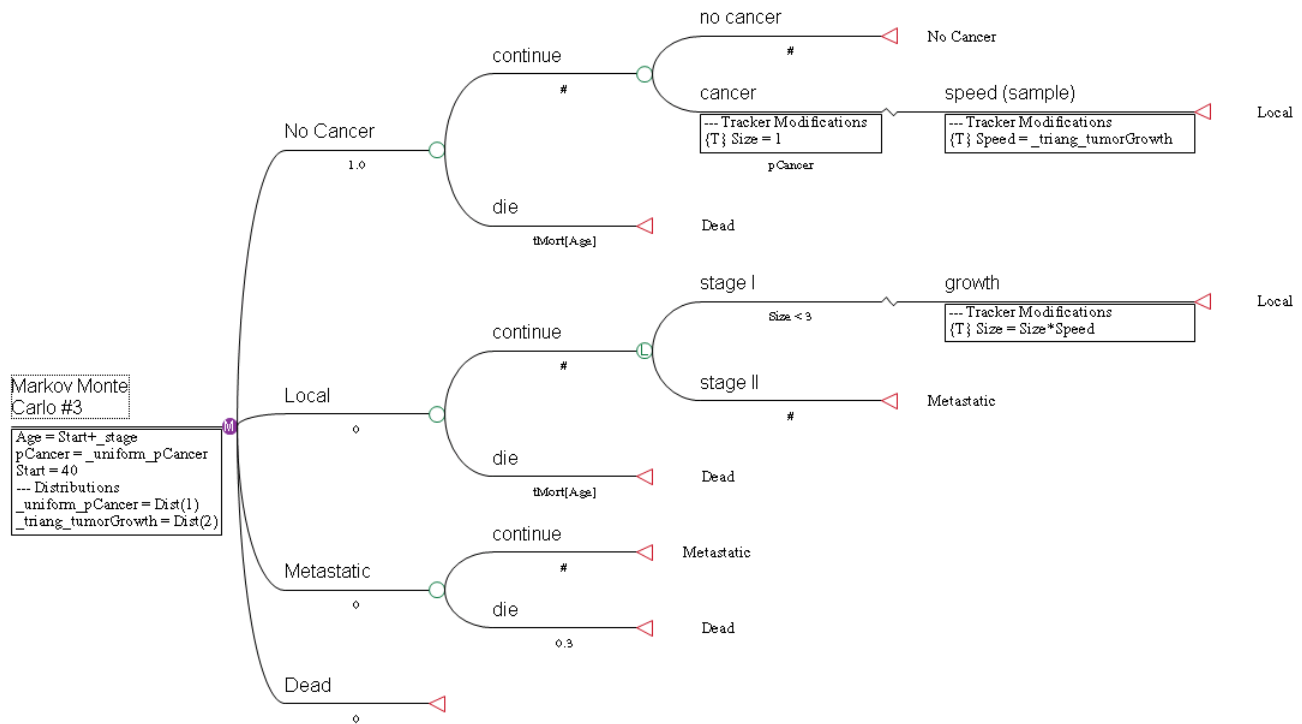 no cancer
#
No Cancer
continue
#
cancer
--- Tracker Modifications
{T} Size = 1
pCancer
speed (sample)
--- Tracker Modifications
{T} Speed = _triang_tumorGrowth
Local
No Cancer
1.0
die
tMort[Age]
Dead
stage I
Size < 3
growth
--- Tracker Modifications
{T} Size = Size*Speed
Local
continue
#
L
stage II
#
Metastatic
Markov Monte
Carlo #3
M
Age = Start+_stage
pCancer = _uniform_pCancer
Start = 40
--- Distributions
_uniform_pCancer = Dist(1)
_triang_tumorGrowth = Dist(2)
Local
0
die
tMort[Age]
Dead
continue
#
Metastatic
Metastatic
0
die
0.3
Dead
Dead
0